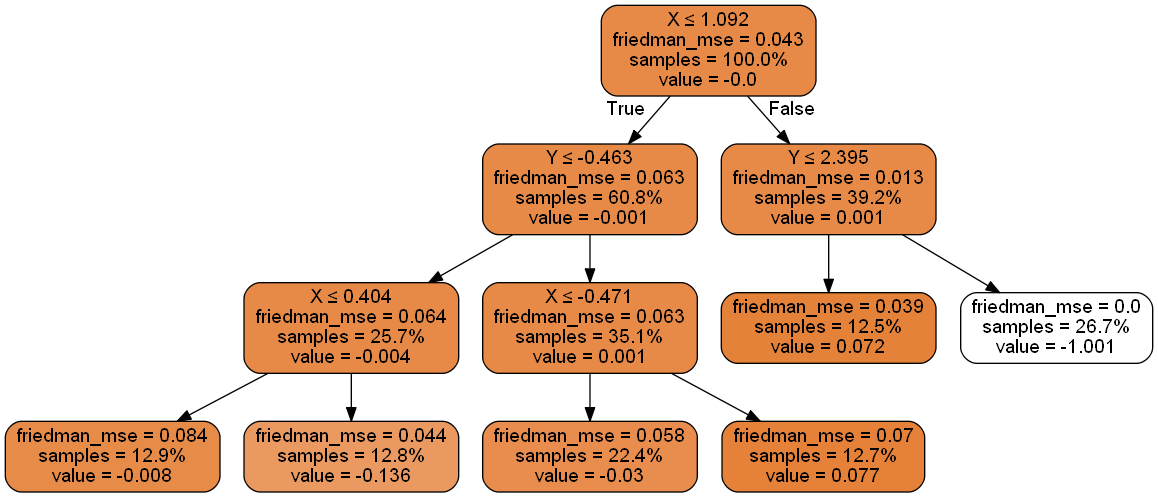 X ≤ 1.092
friedman_mse = 0.043
samples = 100.0%
value = -0.0
True
False
Y ≤ -0.463
friedman_mse = 0.063
samples = 60.8%
value = -0.001
Y ≤ 2.395
friedman_mse = 0.013
samples = 39.2%
value = 0.001
X ≤ 0.404
friedman_mse = 0.064
samples = 25.7%
value = -0.004
X ≤ -0.471
friedman_mse = 0.063
samples = 35.1%
value = 0.001
friedman_mse = 0.039
samples = 12.5%
value = 0.072
friedman_mse = 0.0
samples = 26.7%
value = -1.001
friedman_mse = 0.084
samples = 12.9%
value = -0.008
friedman_mse = 0.044
samples = 12.8%
value = -0.136
friedman_mse = 0.058
samples = 22.4%
value = -0.03
friedman_mse = 0.07
samples = 12.7%
value = 0.077